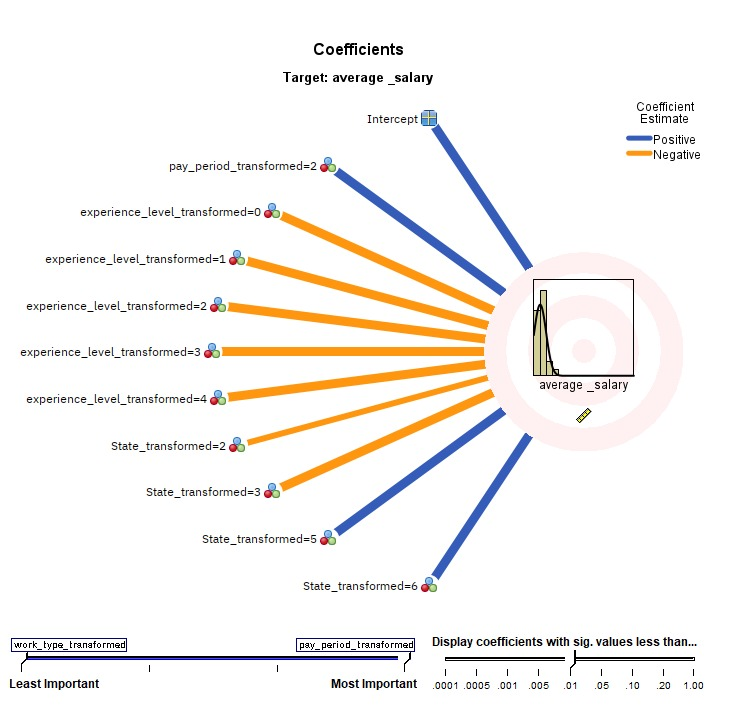 Coefficients
Target: average _salary
Coefficient
Estimate
Positive
Negative
Intercept
pay_period_transformed=2
experience_level_transformed=0
experience_level_transformed=1
experience_level_transformed=2
experience_level_transformed=3
experience_level_transformed=4
State_transformed=2
State_transformed=3
State_transformed=5
State_transformed=6
average _salary
work_type_transformed
pay_period_transformed
Least Important
Most Important
Display coefficients with sig. values less than...
.0001 .0005 .001 .005 .01 .05 .10 .20 1.00